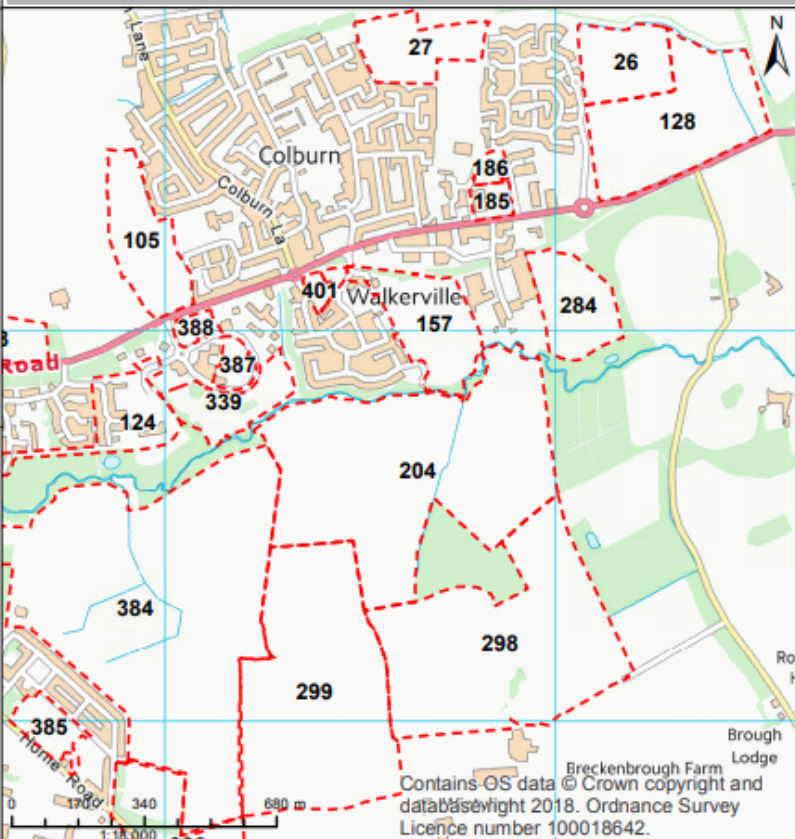 N
Lane
27
26
128
Colburn
186
185
Colburn La
105
401
Walkerville
284
157
388
Road
387
339
124
204
384
298
299
385
Horne Road
Brough
Lodge
Breckenbrough Farm
Contains OS data © Crown copyright and
database right 2018. Ordnance Survey
Licence number 100018642.
0 170 340 680 m
1:16,000